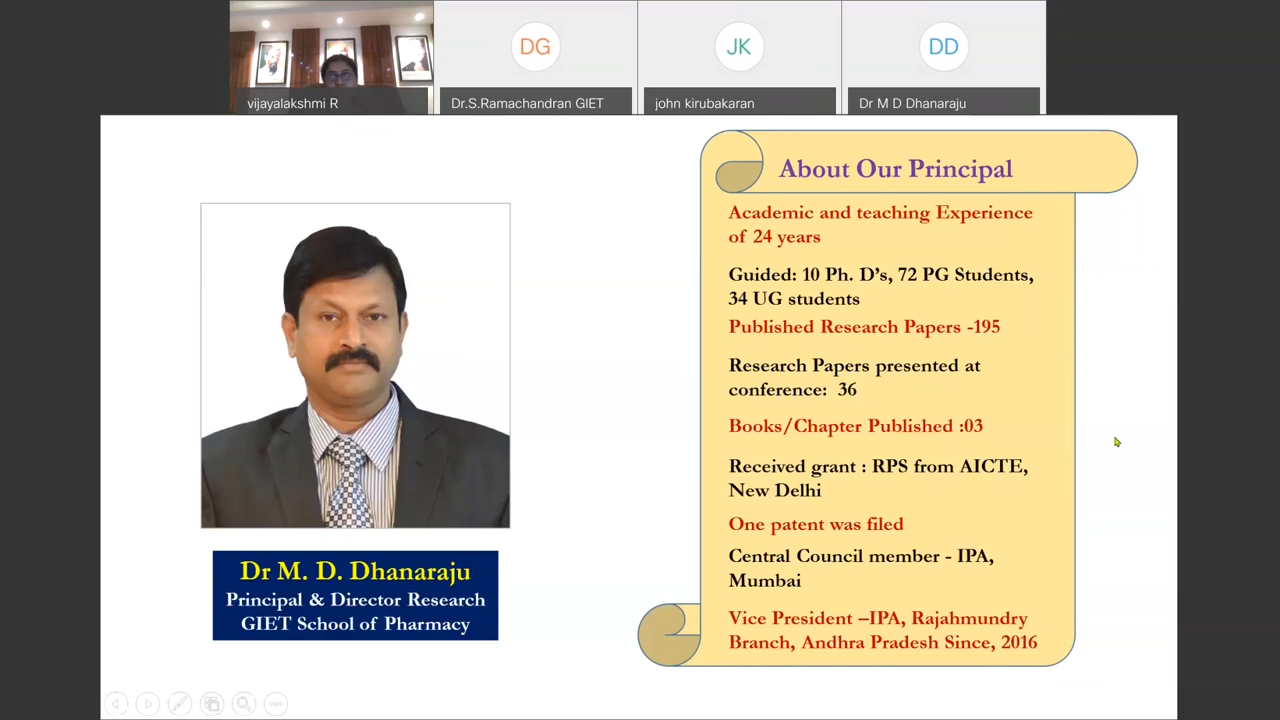 DG
JK
DD
vijayalakshmi R
Dr.S.Ramachandran GIET
john kirubakaran
Dr M D Dhanaraju
About Our Principal
Academic and teaching Experience
of 24 years
Guided: 10 Ph. D’s, 72 PG Students,
34 UG students
Published Research Papers -195
Research Papers presented at
conference: 36
Books/Chapter Published :03
Received grant : RPS from AICTE,
New Delhi
One patent was filed
Central Council member - IPA,
Mumbai
Vice President –IPA, Rajahmundry
Branch, Andhra Pradesh Since, 2016
Dr M. D. Dhanaraju
Principal & Director Research
GIET School of Pharmacy